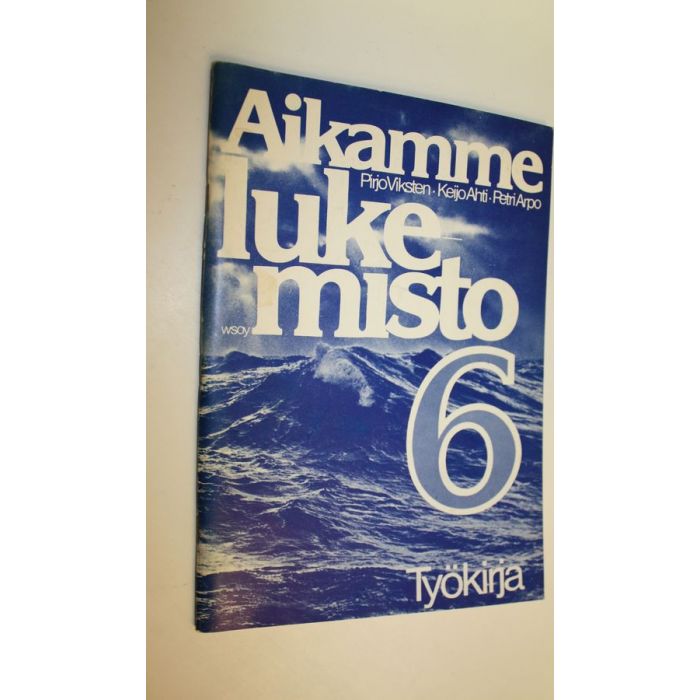 Aikamme
Pirjo Viksten · Keijo Ahti · Petri Arpo
luke-
misto
wsoy
6
Työkirja